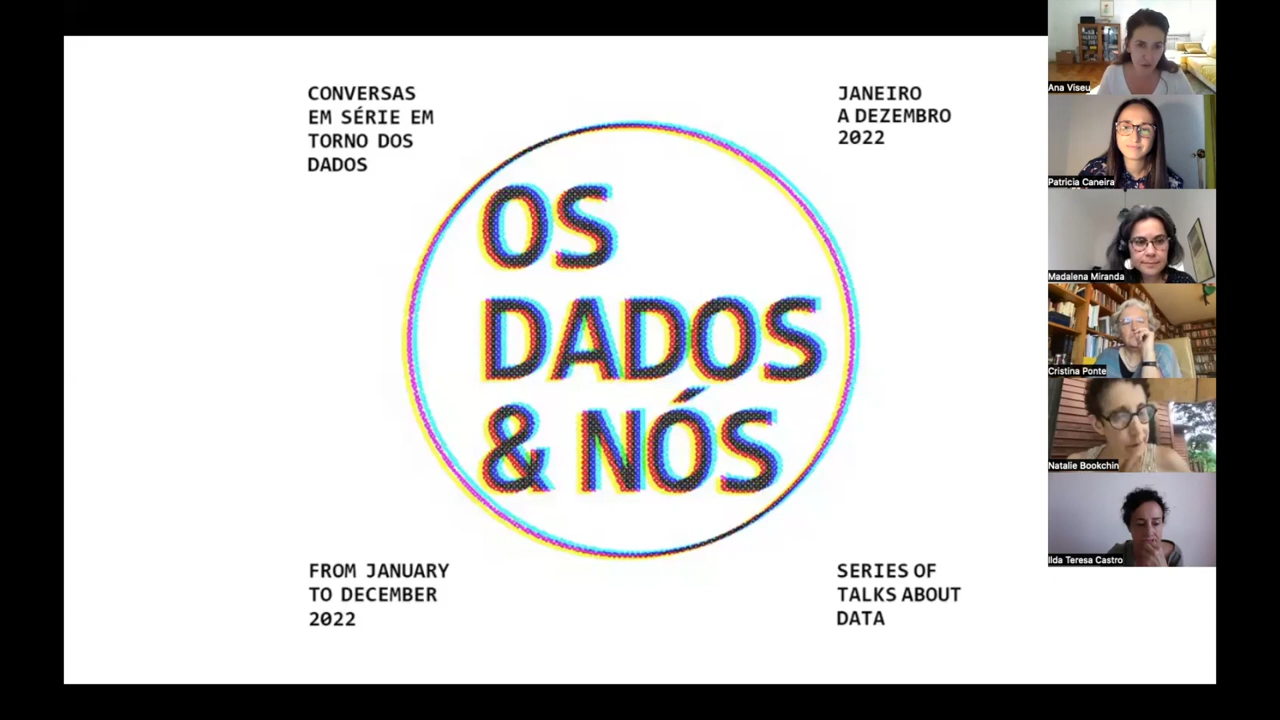 CONVERSAS
EM SÉRIE EM
TORNO DOS
DADOS
JANEIRO
A DEZEMBRO
2022
OS
DADOS
& NÓS
FROM JANUARY
TO DECEMBER
2022
SERIES OF
TALKS ABOUT
DATA
Ana Viseu
Patrícia Caneira
Madalena Miranda
Cristina Ponte
Natalie Bookchin
Ilda Teresa Castro